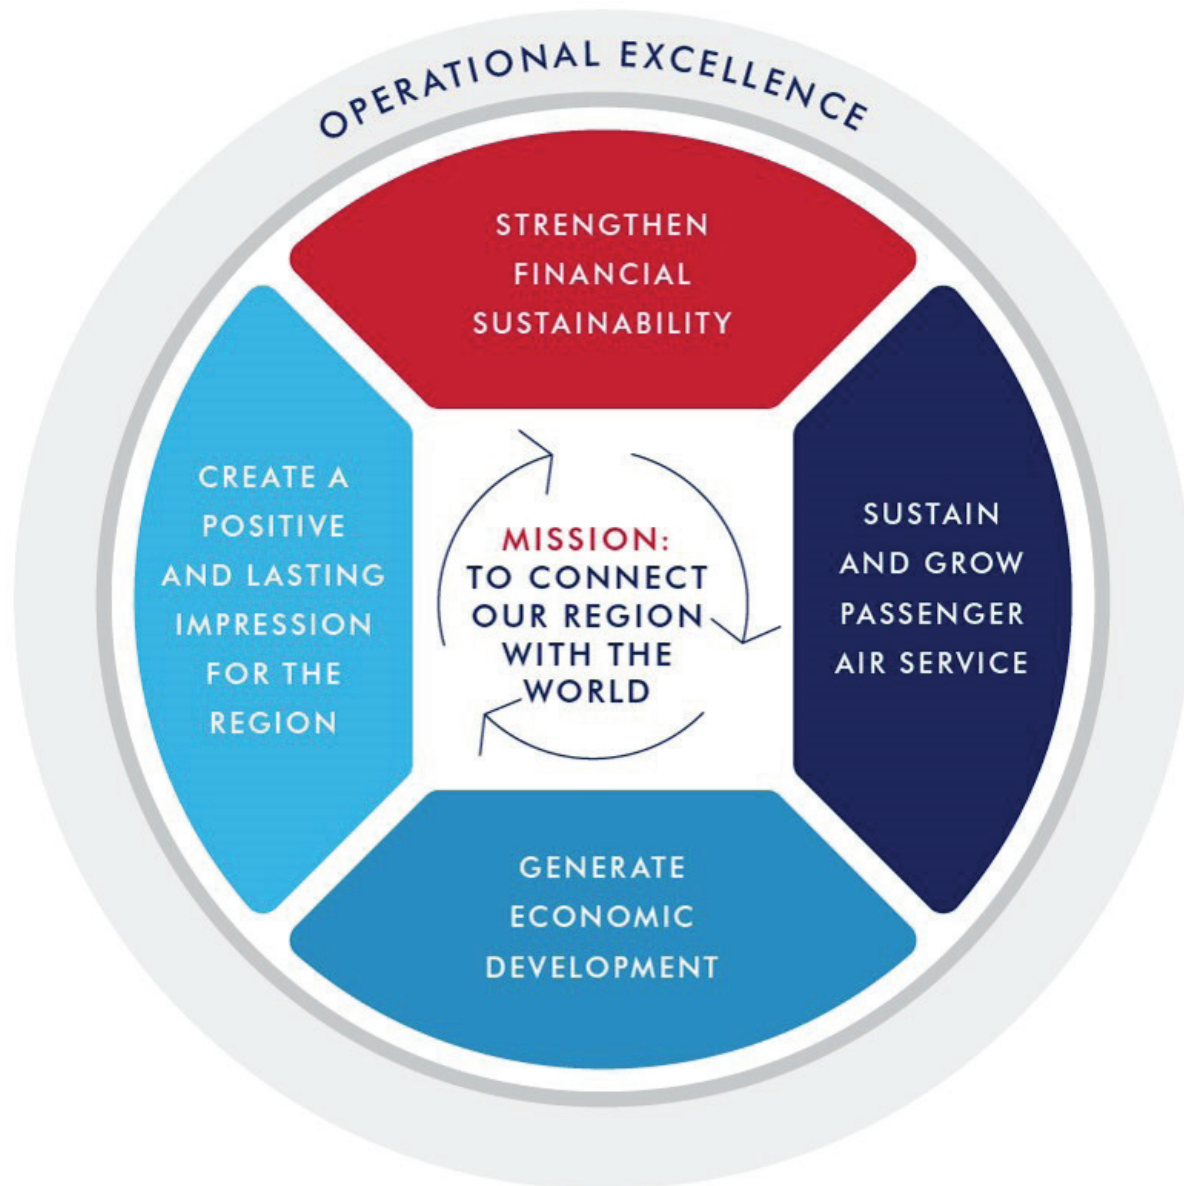 OPERATIONAL EXCELLENCE
STRENGTHEN
FINANCIAL
SUSTAINABILITY
CREATE A
POSITIVE
AND LASTING
IMPRESSION
FOR THE
REGION
MISSION:
TO CONNECT
OUR REGION
WITH THE
WORLD
SUSTAIN
AND GROW
PASSENGER
AIR SERVICE
GENERATE
ECONOMIC
DEVELOPMENT